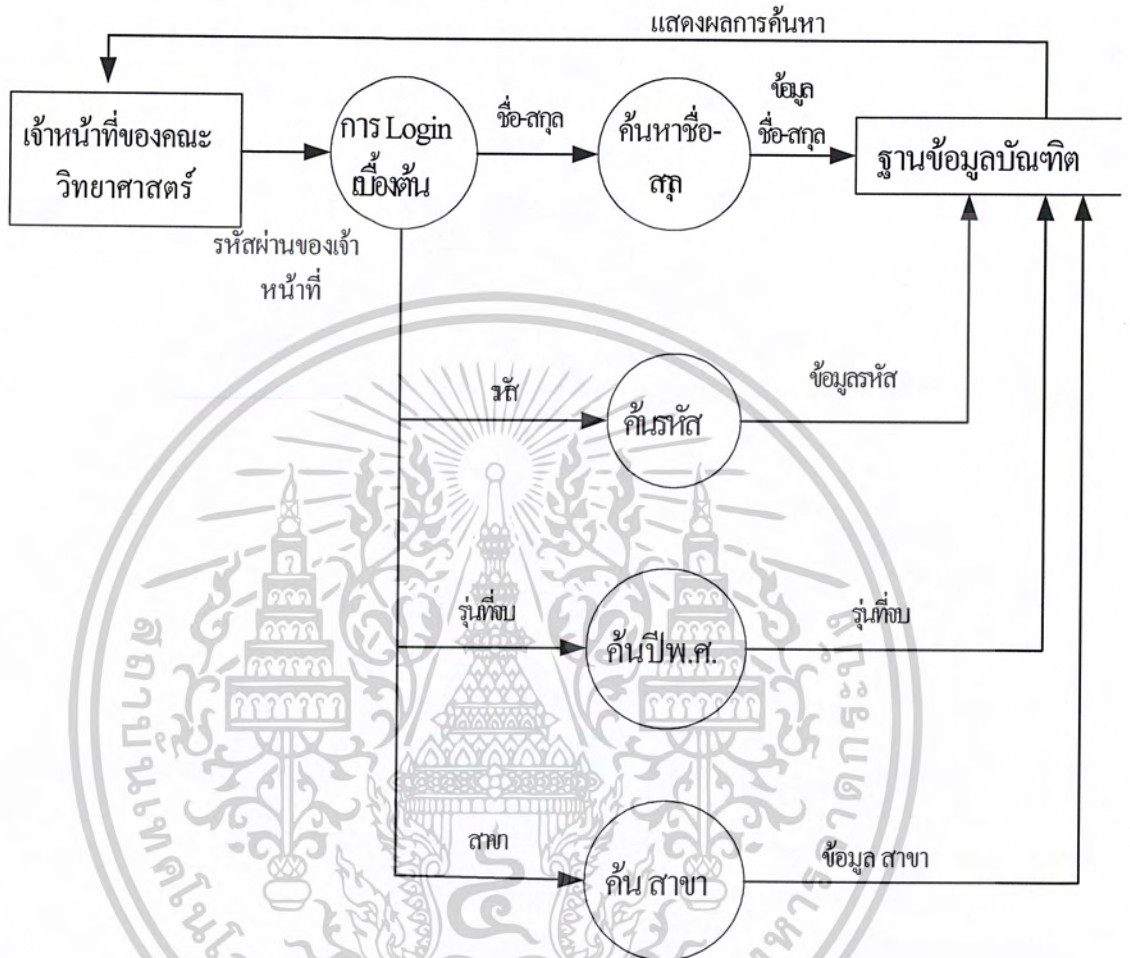 แสดงผลการค้นหา
เจ้าหน้าที่ของคณะ
วิทยาศาสตร์
การ Login
เบื้องต้น
ชื่อ-สกุล
ค้นหาชื่อ-
สกุล
ข้อมูล
ชื่อ-สกุล
ฐานข้อมูลบัณฑิต
รหัสผ่านของเจ้า
หน้าที่
รหัส
ค้นรหัส
ข้อมูลรหัส
รุ่นที่จบ
ค้นปีพ.ศ.
รุ่นที่จบ
สาขา
ค้น สาขา
ข้อมูล สาขา